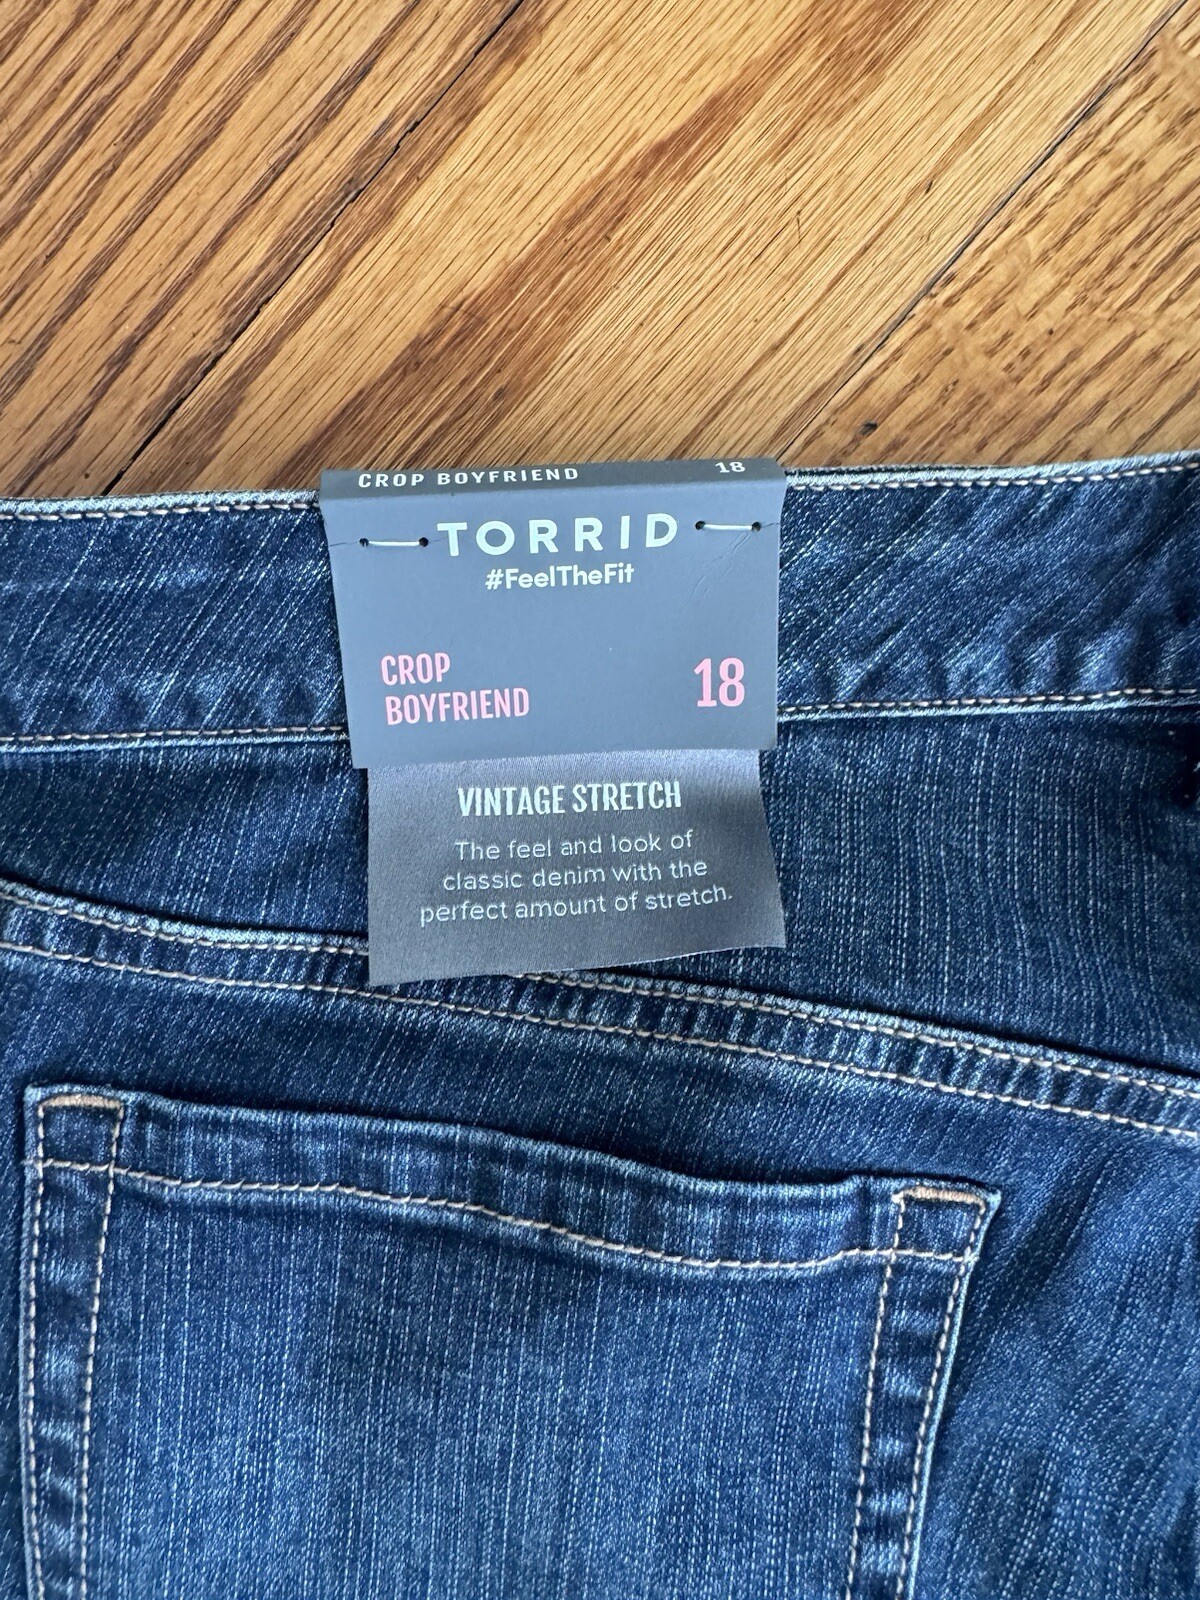 CROP BOYFRIEND 18
TORRID
#FeelTheFit
CROP
BOYFRIEND
18
VINTAGE STRETCH
The feel and look of
classic denim with the
perfect amount of stretch.